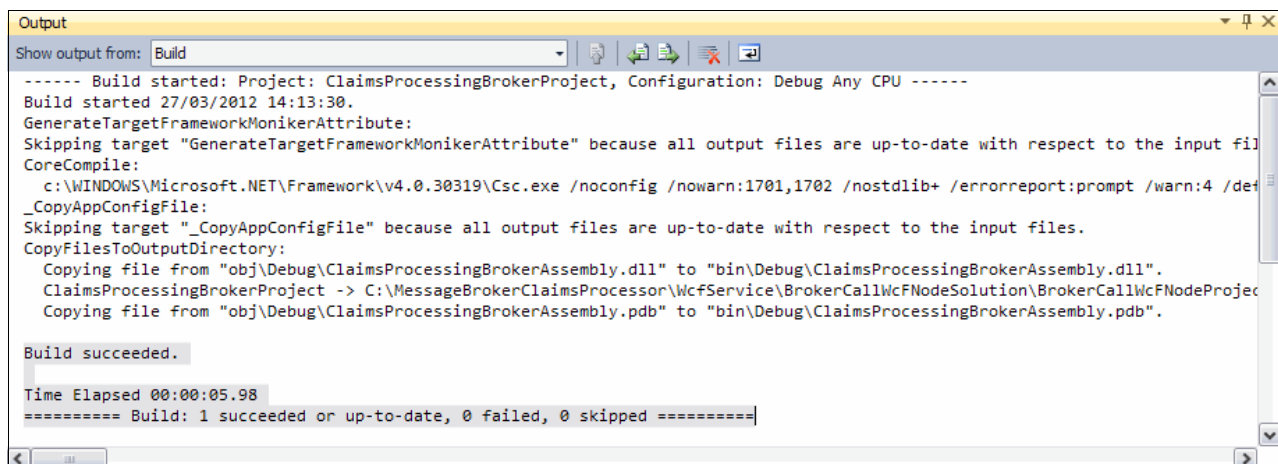 Output
Show output from: Build
------ Build started: Project: ClaimsProcessingBrokerProject, Configuration: Debug Any CPU ------
Build started 27/03/2012 14:13:30.
GenerateTargetFrameworkMonikerAttribute:
Skipping target "GenerateTargetFrameworkMonikerAttribute" because all output files are up-to-date with respect to the input fil
CoreCompile:
  c:\WINDOWS\Microsoft.NET\Framework\v4.0.30319\Csc.exe /noconfig /nowarn:1701,1702 /nostdlib+ /errorreport:prompt /warn:4 /def
_CopyAppConfigFile:
Skipping target "_CopyAppConfigFile" because all output files are up-to-date with respect to the input files.
CopyFilesToOutputDirectory:
  Copying file from "obj\Debug\ClaimsProcessingBrokerAssembly.dll" to "bin\Debug\ClaimsProcessingBrokerAssembly.dll".
  ClaimsProcessingBrokerProject -> C:\MessageBrokerClaimsProcessor\WcfService\BrokerCallWcFNodeSolution\BrokerCallWcFNodeProjec
  Copying file from "obj\Debug\ClaimsProcessingBrokerAssembly.pdb" to "bin\Debug\ClaimsProcessingBrokerAssembly.pdb".
Build succeeded.
Time Elapsed 00:00:05.98
========== Build: 1 succeeded or up-to-date, 0 failed, 0 skipped ==========